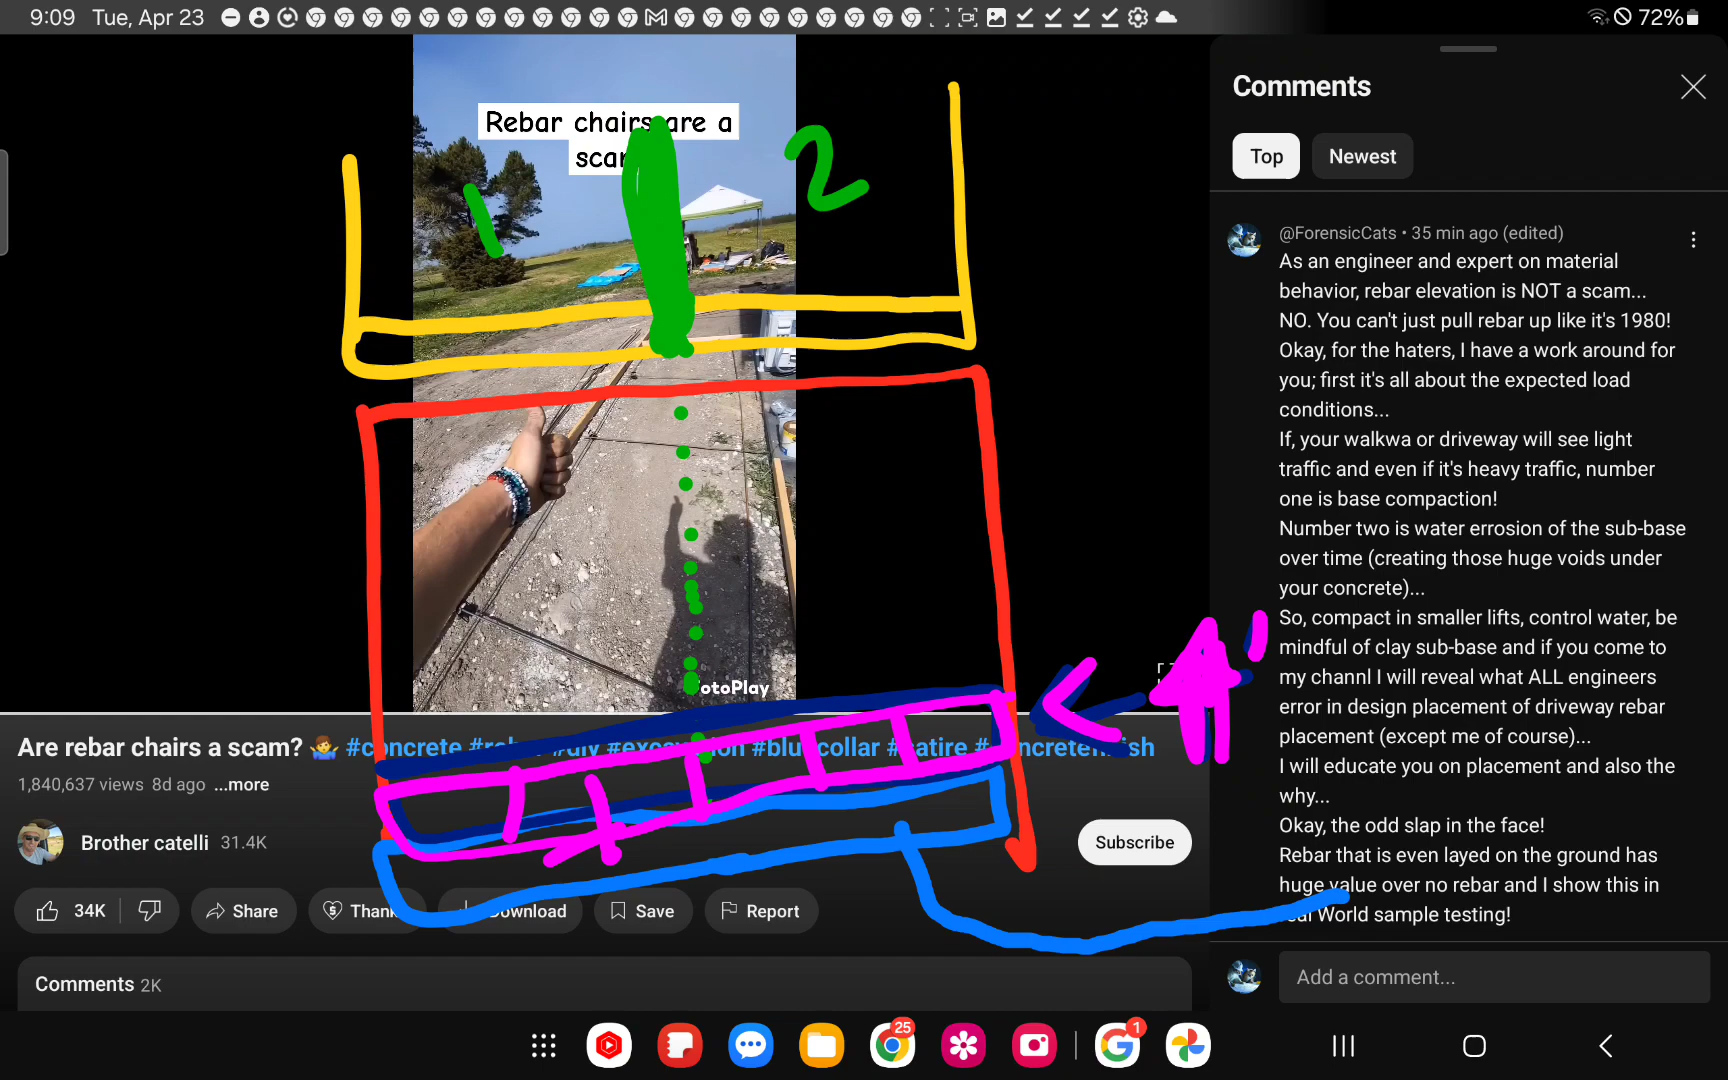 9:09 Tue, Apr 23
72%
Rebar chairs are a
1
2
otoPlay
Are rebar chairs a scam? 🤷 #concrete #diy #satire
1,840,637 views 8d ago ...more
Brother catelli 31.4K
Subscribe
34K
Share
Download
Save
Report
Comments 2K
Comments
Top
Newest
@ForensicCats • 35 min ago (edited)
As an engineer and expert on material
behavior, rebar elevation is NOT a scam...
NO. You can't just pull rebar up like it's 1980!
Okay, for the haters, I have a work around for
you; first it's all about the expected load
conditions...
If, your walkwa or driveway will see light
traffic and even if it's heavy traffic, number
one is base compaction!
Number two is water errosion of the sub-base
over time (creating those huge voids under
your concrete)...
So, compact in smaller lifts, control water, be
mindful of clay sub-base and if you come to
my channl I will reveal what ALL engineers
error in design placement of driveway rebar
placement (except me of course)...
I will educate you on placement and also the
why...
Okay, the odd slap in the face!
Rebar that is even layed on the ground has
huge value over no rebar and I show this in
World sample testing!
Add a comment...
25
1